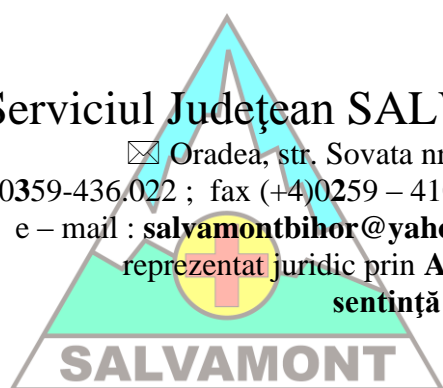 Serviciul Judeţean SALV
✉ Oradea, str. Sovata nr
0359-436.022 ; fax (+4)0259 – 41
e – mail : salvamontbihor@yaho
reprezentat juridic prin A
sentinţă
SALVAMONT